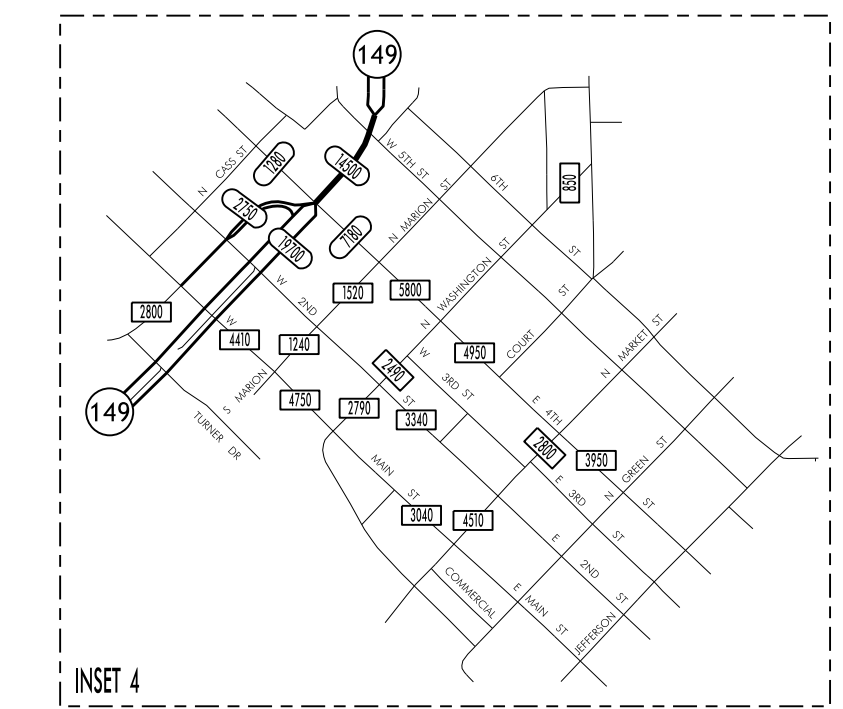 149
W 5TH ST
6TH ST
N CASS ST
1280
14500
850
2750
N MARION ST
7180
19700
N WASHINGTON ST
W 2ND ST
1520
5800
COURT ST
2800
W MAIN ST
4410
1240
4950
N MARKET ST
2490
W 3RD ST
S MARION
4750
2790
3340
E 4TH ST
149
TURNER DR
2800
3950
N GREEN ST
E 3RD ST
3040
4510
E 2ND ST
COMMERCIAL
E MAIN ST
JEFFERSON
INSET 4